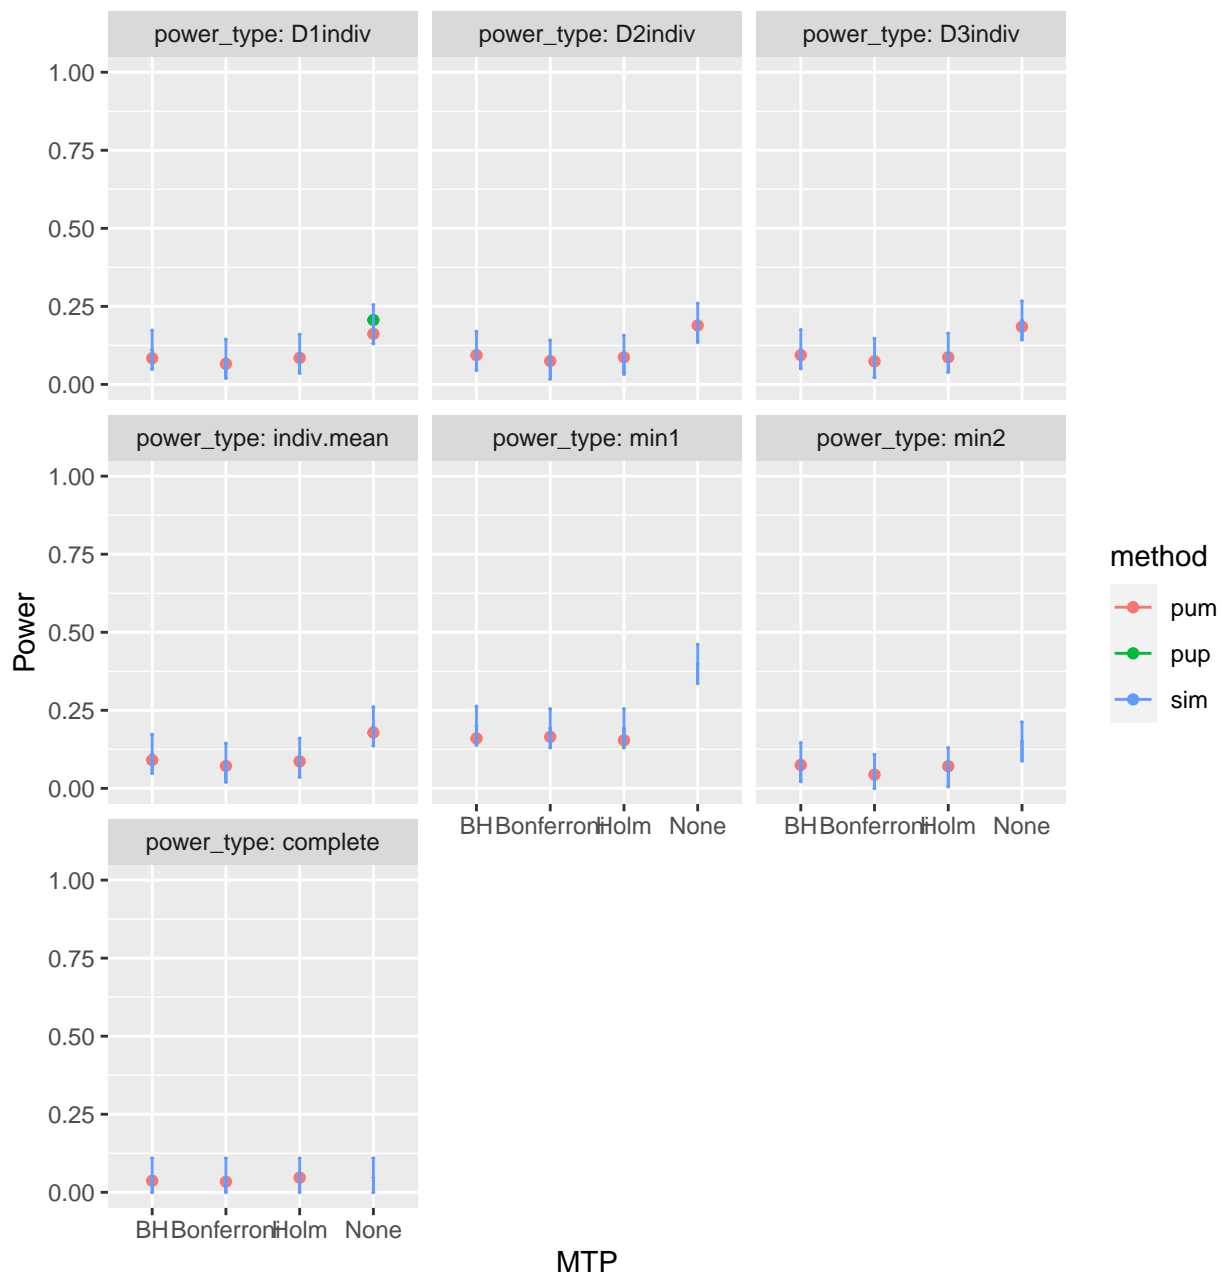 power_type: D1indiv power_type: D2indiv power_type: D3indiv
1.00
0.75
0.50
0.25
0.00
power_type: indiv.mean power_type: min1 power_type: min2
1.00
0.75
0.50
0.25
0.00
BH Bonferroni Holm None BH Bonferroni Holm None
power_type: complete
1.00
0.75
0.50
0.25
0.00
BH Bonferroni Holm None
MTP
Power
method
pum
pup
sim